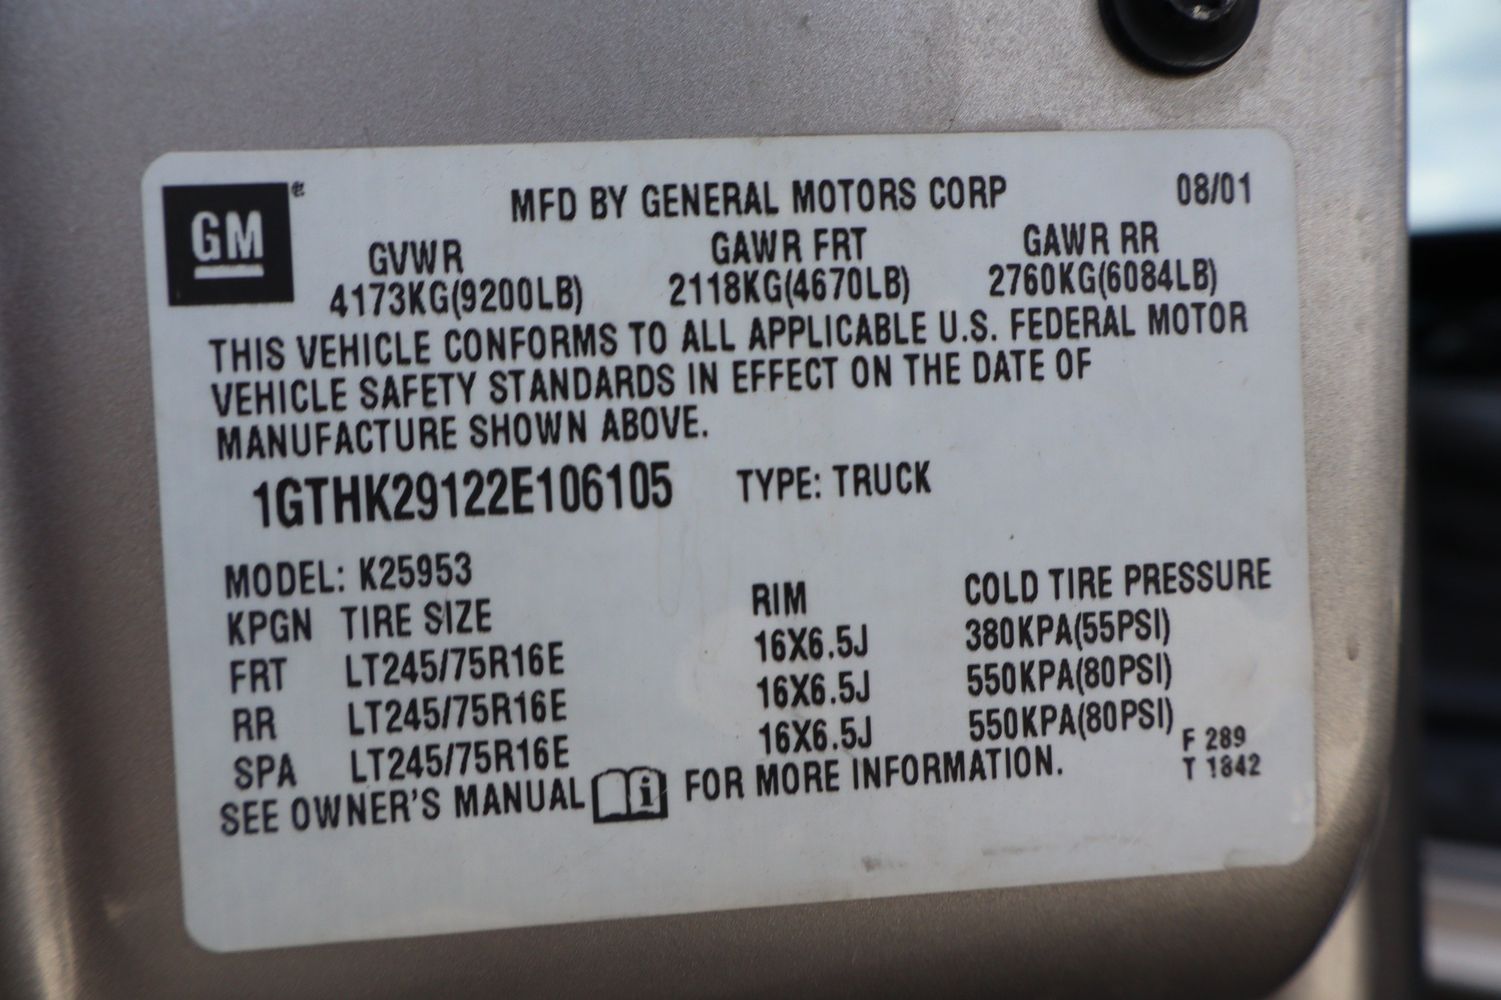 GM
MFD BY GENERAL MOTORS CORP 08/01
GVWR GAWR FRT GAWR RR
4173KG(9200LB) 2118KG(4670LB) 2760KG(6084LB)
THIS VEHICLE CONFORMS TO ALL APPLICABLE U.S. FEDERAL MOTOR
VEHICLE SAFETY STANDARDS IN EFFECT ON THE DATE OF
MANUFACTURE SHOWN ABOVE.
1GTHK29122E106105 TYPE: TRUCK
MODEL: K25953
KPGN TIRE SIZE RIM COLD TIRE PRESSURE
FRT LT245/75R16E 16X6.5J 380KPA(55PSI)
RR LT245/75R16E 16X6.5J 550KPA(80PSI)
SPA LT245/75R16E 16X6.5J 550KPA(80PSI)
SEE OWNER'S MANUAL i FOR MORE INFORMATION.
F 289
T 1842